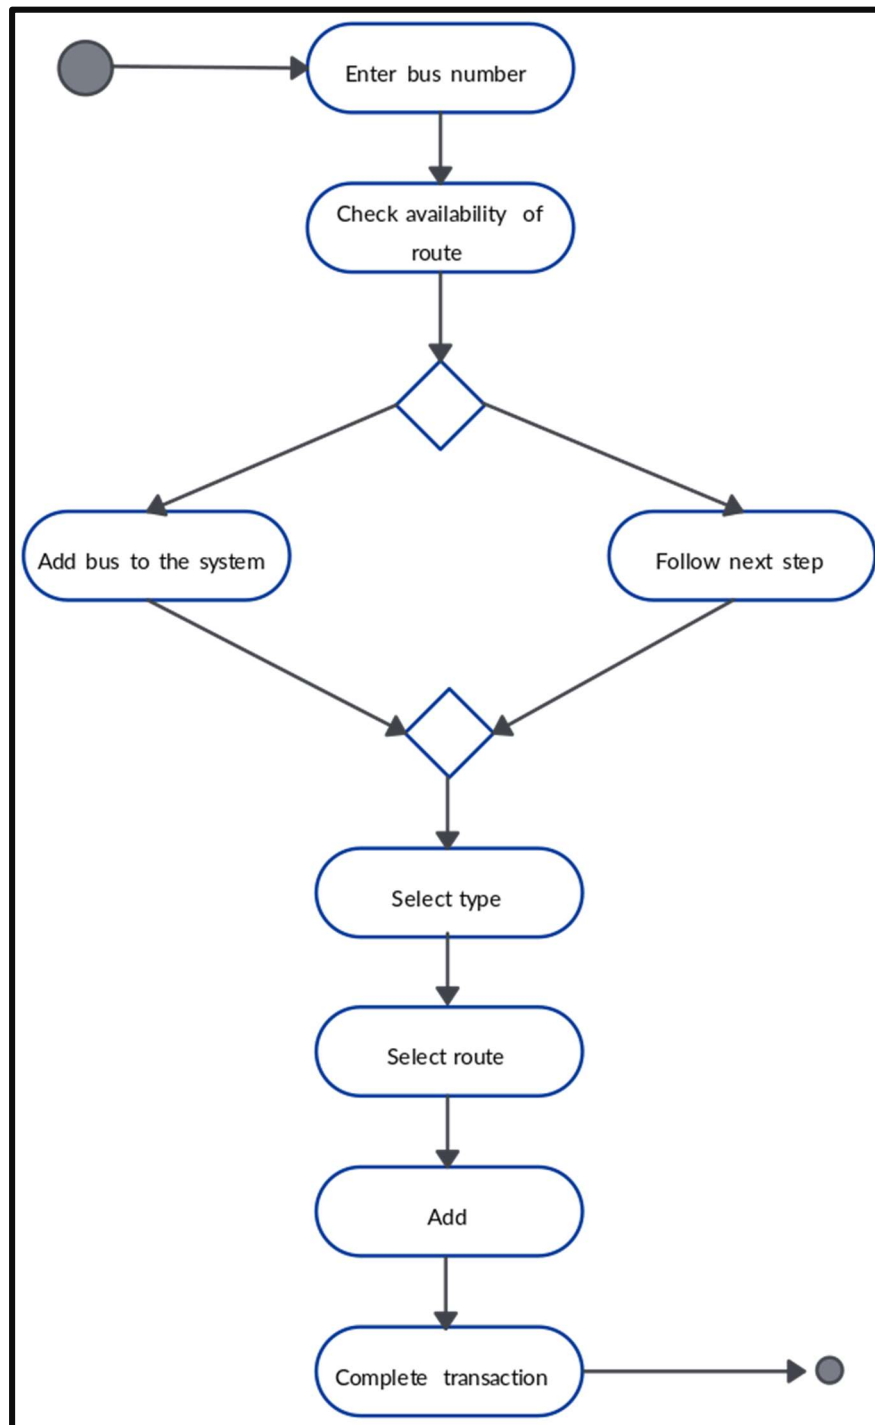 Enter bus number
Check availability of
route
Add bus to the system
Follow next step
Select type
Select route
Add
Complete transaction